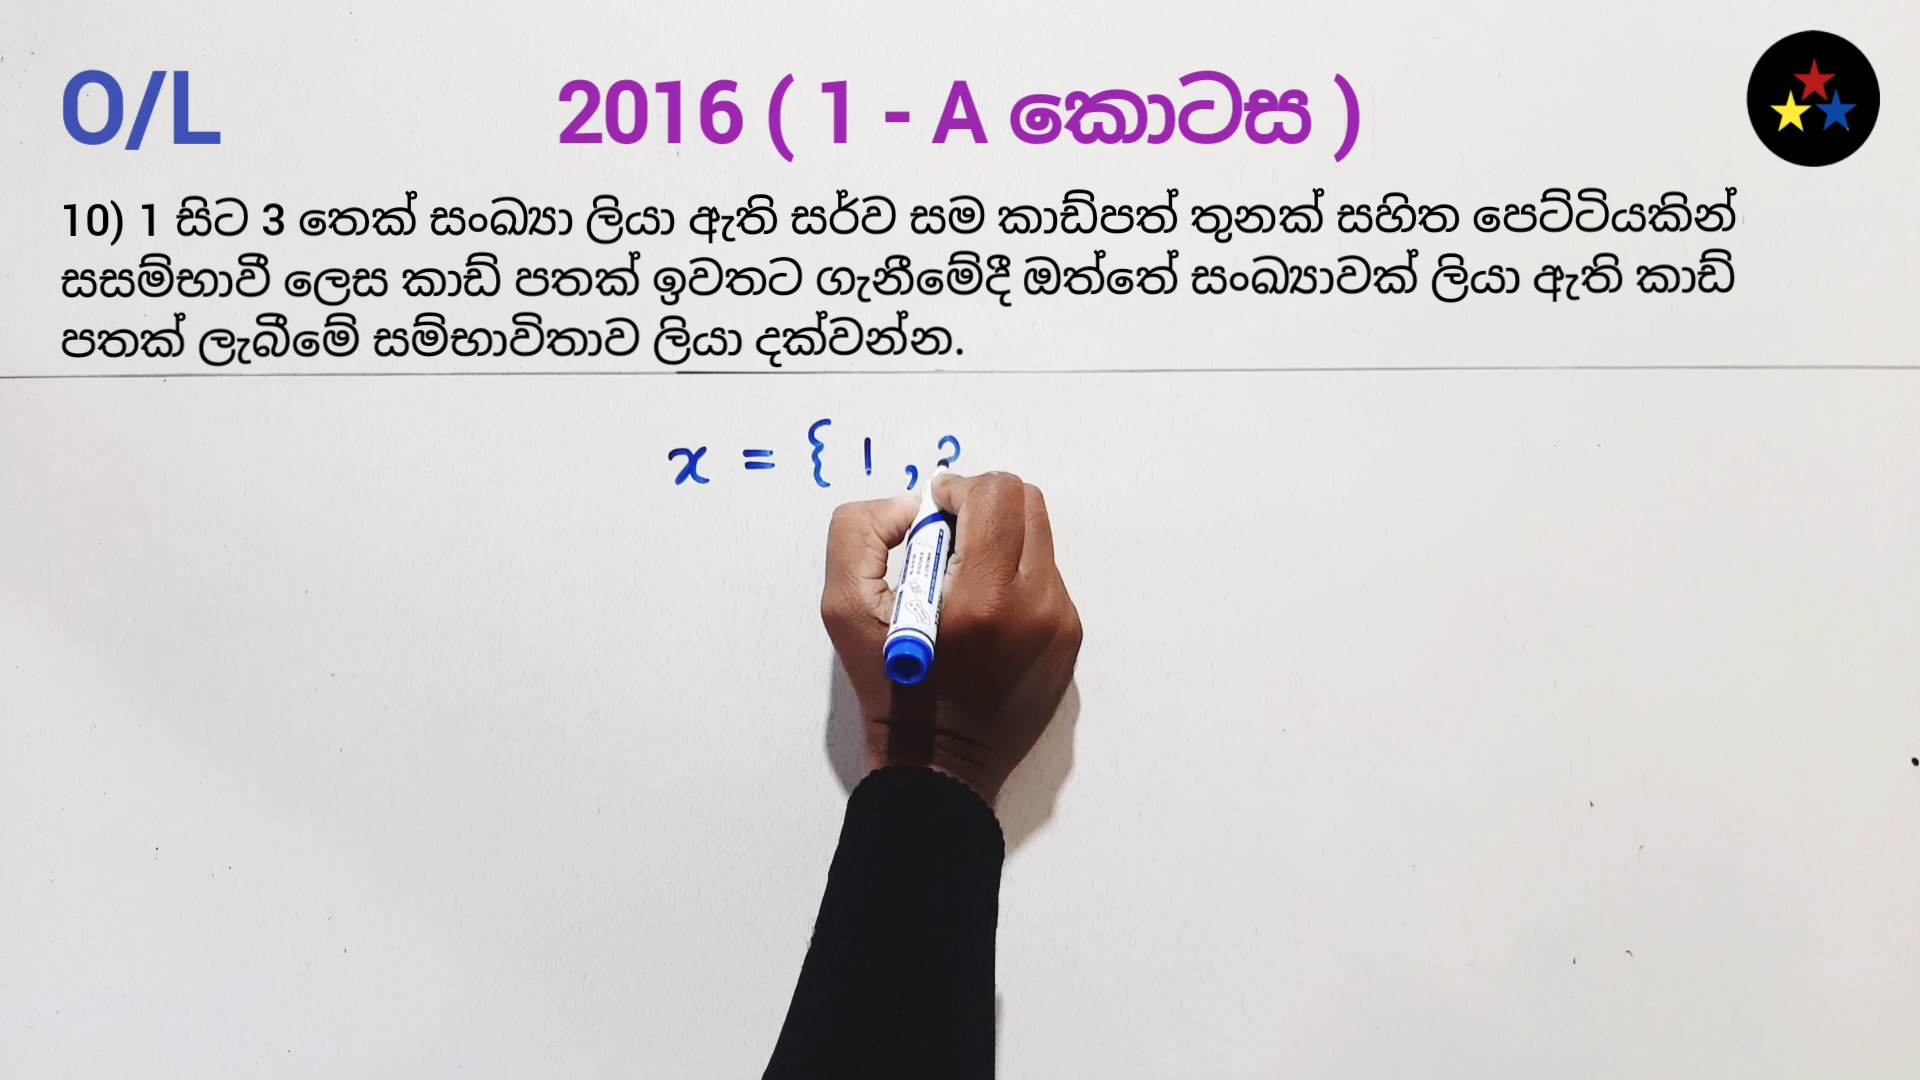 O/L 2016 ( 1 - A කොටස )
10) 1 සිට 3 තෙක් සංඛ්‍යා ලියා ඇති සර්ව සම කාඩ්පත් තුනක් සහිත පෙට්ටියකින්
සසම්භාවී ලෙස කාඩ් පතක් ඉවතට ගැනීමේදී ඔත්තේ සංඛ්‍යාවක් ලියා ඇති කාඩ්
පතක් ලැබීමේ සම්භාවිතාව ලියා දක්වන්න.
x = { 1 , 2